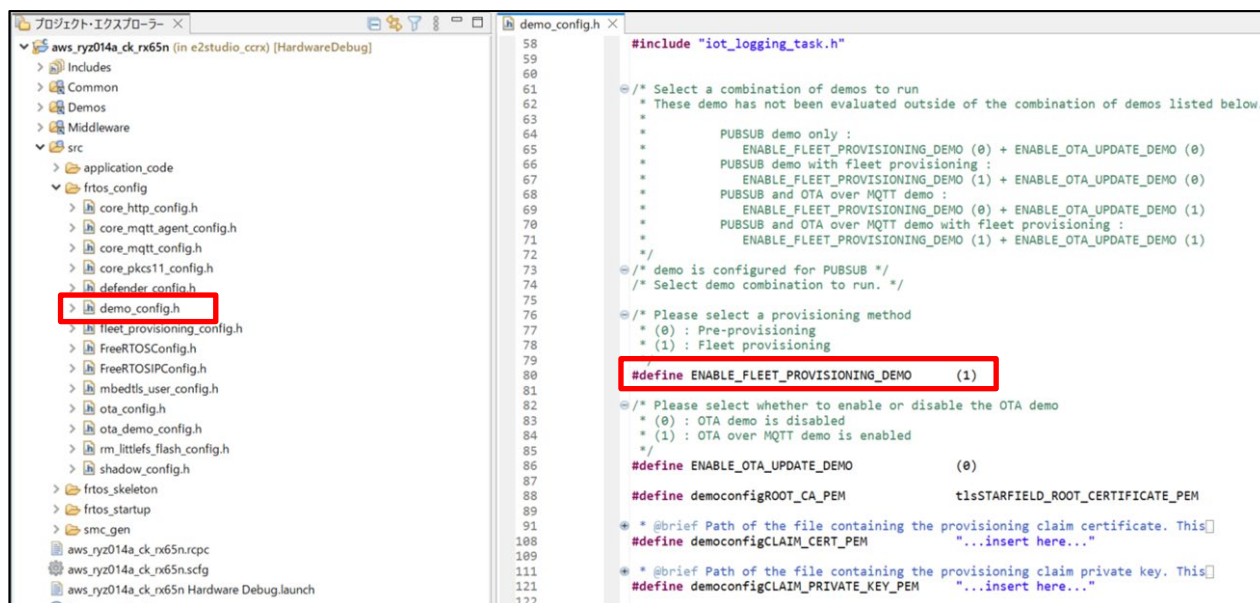 プロジェクト・エクスプローラー
aws_ryz014a_ck_rx65n (in e2studio_ccrx) [HardwareDebug]
Includes
Common
Demos
Middleware
src
application_code
frtos_config
core_http_config.h
core_mqtt_agent_config.h
core_mqtt_config.h
core_pkcs11_config.h
defender_config.h
demo_config.h
fleet_provisioning_config.h
FreeRTOSConfig.h
FreeRTOSIPConfig.h
mbedtls_user_config.h
ota_config.h
ota_demo_config.h
rm_littlefs_flash_config.h
shadow_config.h
frtos_skeleton
frtos_startup
smc_gen
aws_ryz014a_ck_rx65n.rcpc
aws_ryz014a_ck_rx65n.scfg
aws_ryz014a_ck_rx65n Hardware Debug.launch
demo_config.h
58 #include "iot_logging_task.h"
59
60
61 /* Select a combination of demos to run
62 * These demo has not been evaluated outside of the combination of demos listed below.
63 *
64 * PUBSUB demo only :
65 * ENABLE_FLEET_PROVISIONING_DEMO (0) + ENABLE_OTA_UPDATE_DEMO (0)
66 * PUBSUB demo with fleet provisioning :
67 * ENABLE_FLEET_PROVISIONING_DEMO (1) + ENABLE_OTA_UPDATE_DEMO (0)
68 * PUBSUB and OTA over MQTT demo :
69 * ENABLE_FLEET_PROVISIONING_DEMO (0) + ENABLE_OTA_UPDATE_DEMO (1)
70 * PUBSUB and OTA over MQTT demo with fleet provisioning :
71 * ENABLE_FLEET_PROVISIONING_DEMO (1) + ENABLE_OTA_UPDATE_DEMO (1)
72 */
73 /* demo is configured for PUBSUB */
74 /* Select demo combination to run. */
75
76 /* Please select a provisioning method
77 * (0) : Pre-provisioning
78 * (1) : Fleet provisioning
79
80 #define ENABLE_FLEET_PROVISIONING_DEMO (1)
81
82 /* Please select whether to enable or disable the OTA demo
83 * (0) : OTA demo is disabled
84 * (1) : OTA over MQTT demo is enabled
85 */
86 #define ENABLE_OTA_UPDATE_DEMO (0)
87
88 #define democonfigROOT_CA_PEM tlsSTARFIELD_ROOT_CERTIFICATE_PEM
89
91 * @brief Path of the file containing the provisioning claim certificate. This
108 #define democonfigCLAIM_CERT_PEM "...insert here..."
109
111 * @brief Path of the file containing the provisioning claim private key. This
121 #define democonfigCLAIM_PRIVATE_KEY_PEM "...insert here..."
122